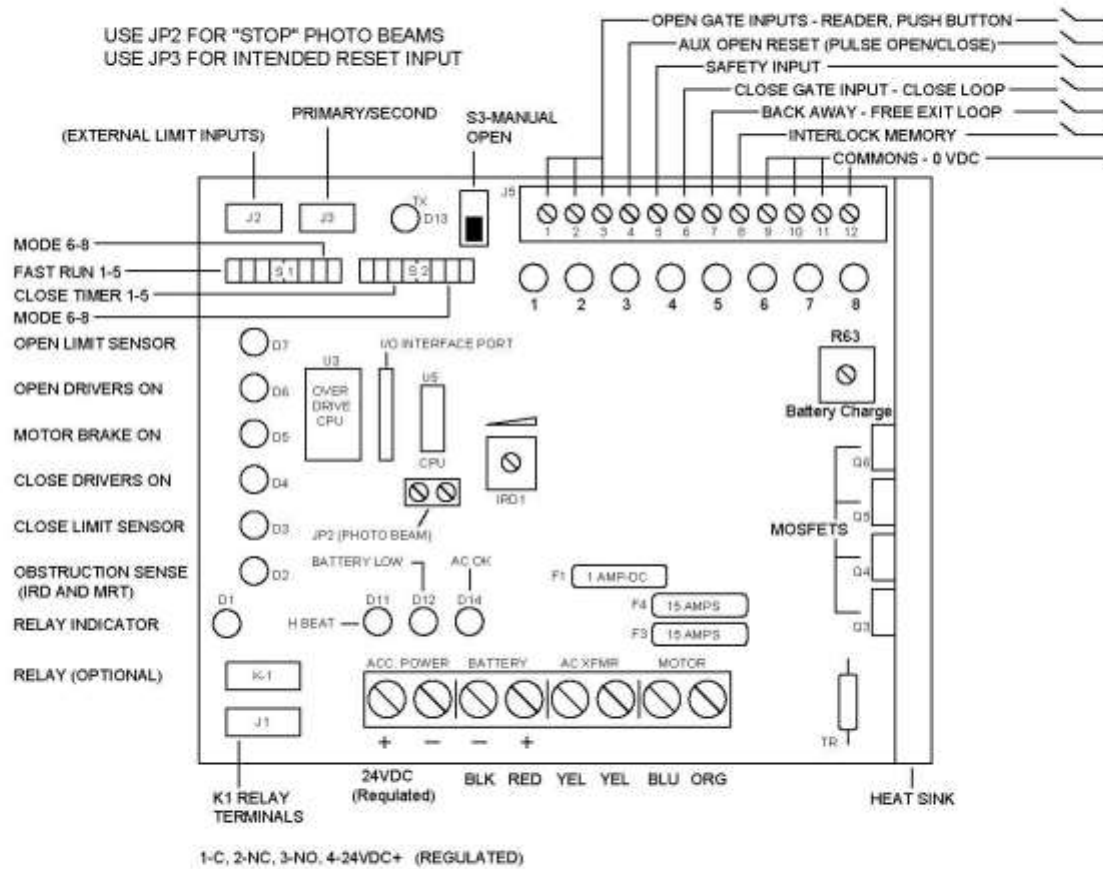 USE JP2 FOR "STOP" PHOTO BEAMS
USE JP3 FOR INTENDED RESET INPUT
OPEN GATE INPUTS - READER, PUSH BUTTON
AUX OPEN RESET (PULSE OPEN/CLOSE)
SAFETY INPUT
CLOSE GATE INPUT - CLOSE LOOP
BACK AWAY - FREE EXIT LOOP
INTERLOCK MEMORY
COMMONS - 0 VDC
PRIMARY/SECOND
(EXTERNAL LIMIT INPUTS)
S3-MANUAL
OPEN
J2
J3
TX
D13
J5
1 2 3 4 5 6 7 8 9 10 11 12
MODE 6-8
FAST RUN 1-5
S 1
S 2
CLOSE TIMER 1-5
MODE 6-8
1 2 3 4 5 6 7 8
OPEN LIMIT SENSOR
D7
I/O INTERFACE PORT
R63
U3
U5
OPEN DRIVERS ON
D6
OVER
DRIVE
CPU
Battery Charge
MOTOR BRAKE ON
D5
CPU
Q6
CLOSE DRIVERS ON
D4
IRD1
Q5
CLOSE LIMIT SENSOR
D3
JP2 (PHOTO BEAM)
MOSFETS
OBSTRUCTION SENSE
(IRD AND MRT)
D2
BATTERY LOW
AC OK
F1 1 AMP-DC
Q4
D1
D11
D12
D14
F4 15 AMPS
RELAY INDICATOR
H BEAT
F3 15 AMPS
Q3
RELAY (OPTIONAL)
K-1
ACC. POWER BATTERY AC XFMR MOTOR
J1
TR
+ – – +
24VDC
(Regulated)
BLK RED YEL YEL BLU ORG
K1 RELAY
TERMINALS
HEAT SINK
1-C, 2-NC, 3-NO, 4-24VDC+ (REGULATED)